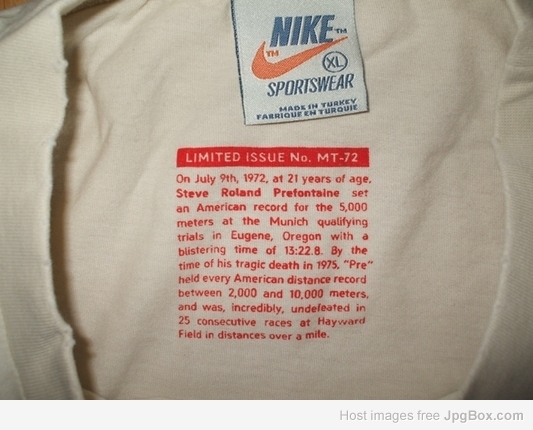 NIKE™
™
XL
SPORTSWEAR
MADE IN TURKEY
FABRIQUE EN TURQUIE
LIMITED ISSUE No. MT-72
On July 9th, 1972, at 21 years of age,
Steve Roland Prefontaine set
an American record for the 5,000
meters at the Munich qualifying
trials in Eugene, Oregon with a
blistering time of 13:22.8. By the
time of his tragic death in 1975, "Pre"
held every American distance record
between 2,000 and 10,000 meters,
and was, incredibly, undefeated in
25 consecutive races at Hayward
Field in distances over a mile.
Host images free JpgBox.com